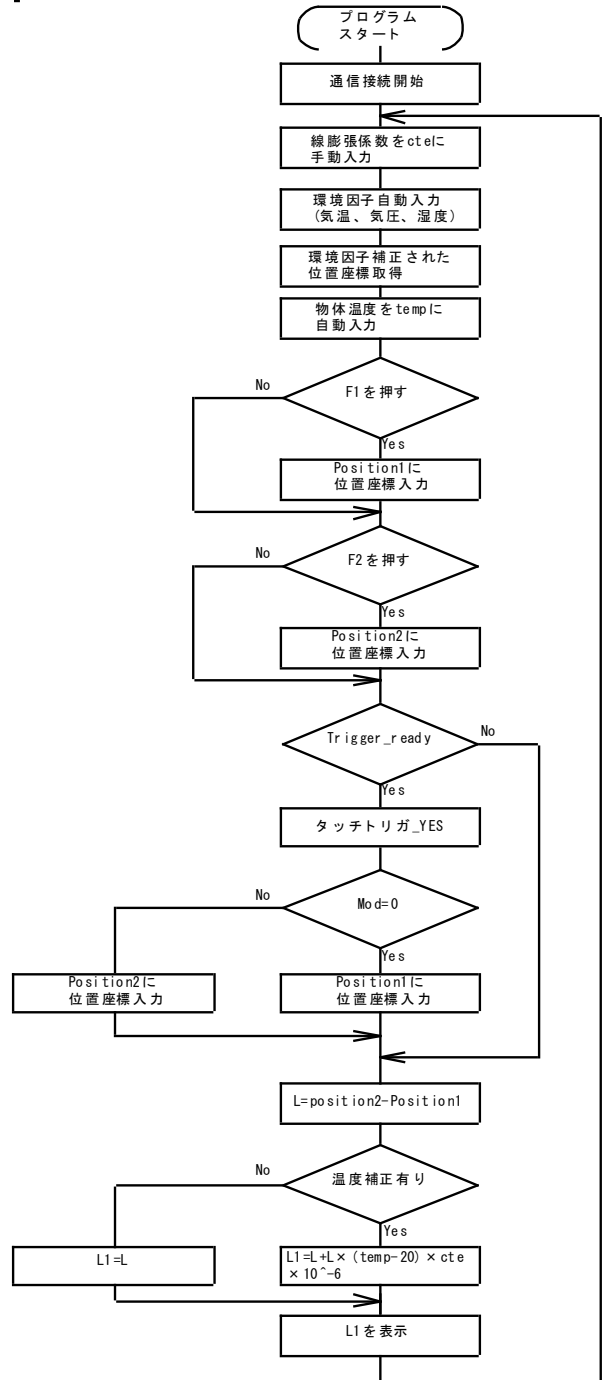 プログラム
スタート
通信接続開始
線膨張係数をcteに
手動入力
環境因子自動入力
(気温、気圧、湿度)
環境因子補正された
位置座標取得
物体温度をtempに
自動入力
No
F1を押す
Yes
Position1に
位置座標入力
No
F2を押す
Yes
Position2に
位置座標入力
Trigger_ready
No
Yes
タッチトリガ_YES
No
Mod=0
Yes
Position2に
位置座標入力
Position1に
位置座標入力
L=position2-Position1
No
温度補正有り
Yes
L1=L
L1=L+L×(temp-20)×cte
×10^-6
L1を表示